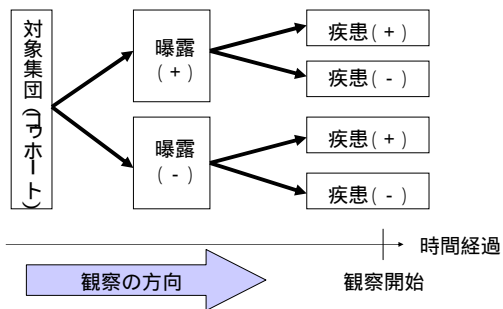 対象集団(コウホート)
曝露
(+)
疾患(+)
疾患(-)
曝露
(-)
疾患(+)
疾患(-)
時間経過
観察の方向
観察開始